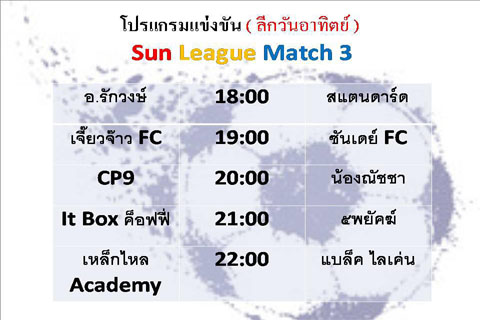 โปรแกรมแข่งขัน ( ลีกวันอาทิตย์ )
Sun League Match 3
อ.รักวงษ์ 18:00 สแตนดาร์ด
เจี๊ยวจ๊าว FC 19:00 ซันเดย์ FC
CP9 20:00 น้องณัชชา
It Box ค็อฟฟี่ 21:00 ๕พยัคฆ์
เหล็กไหล 22:00 แบล็ค ไลเค่น
Academy